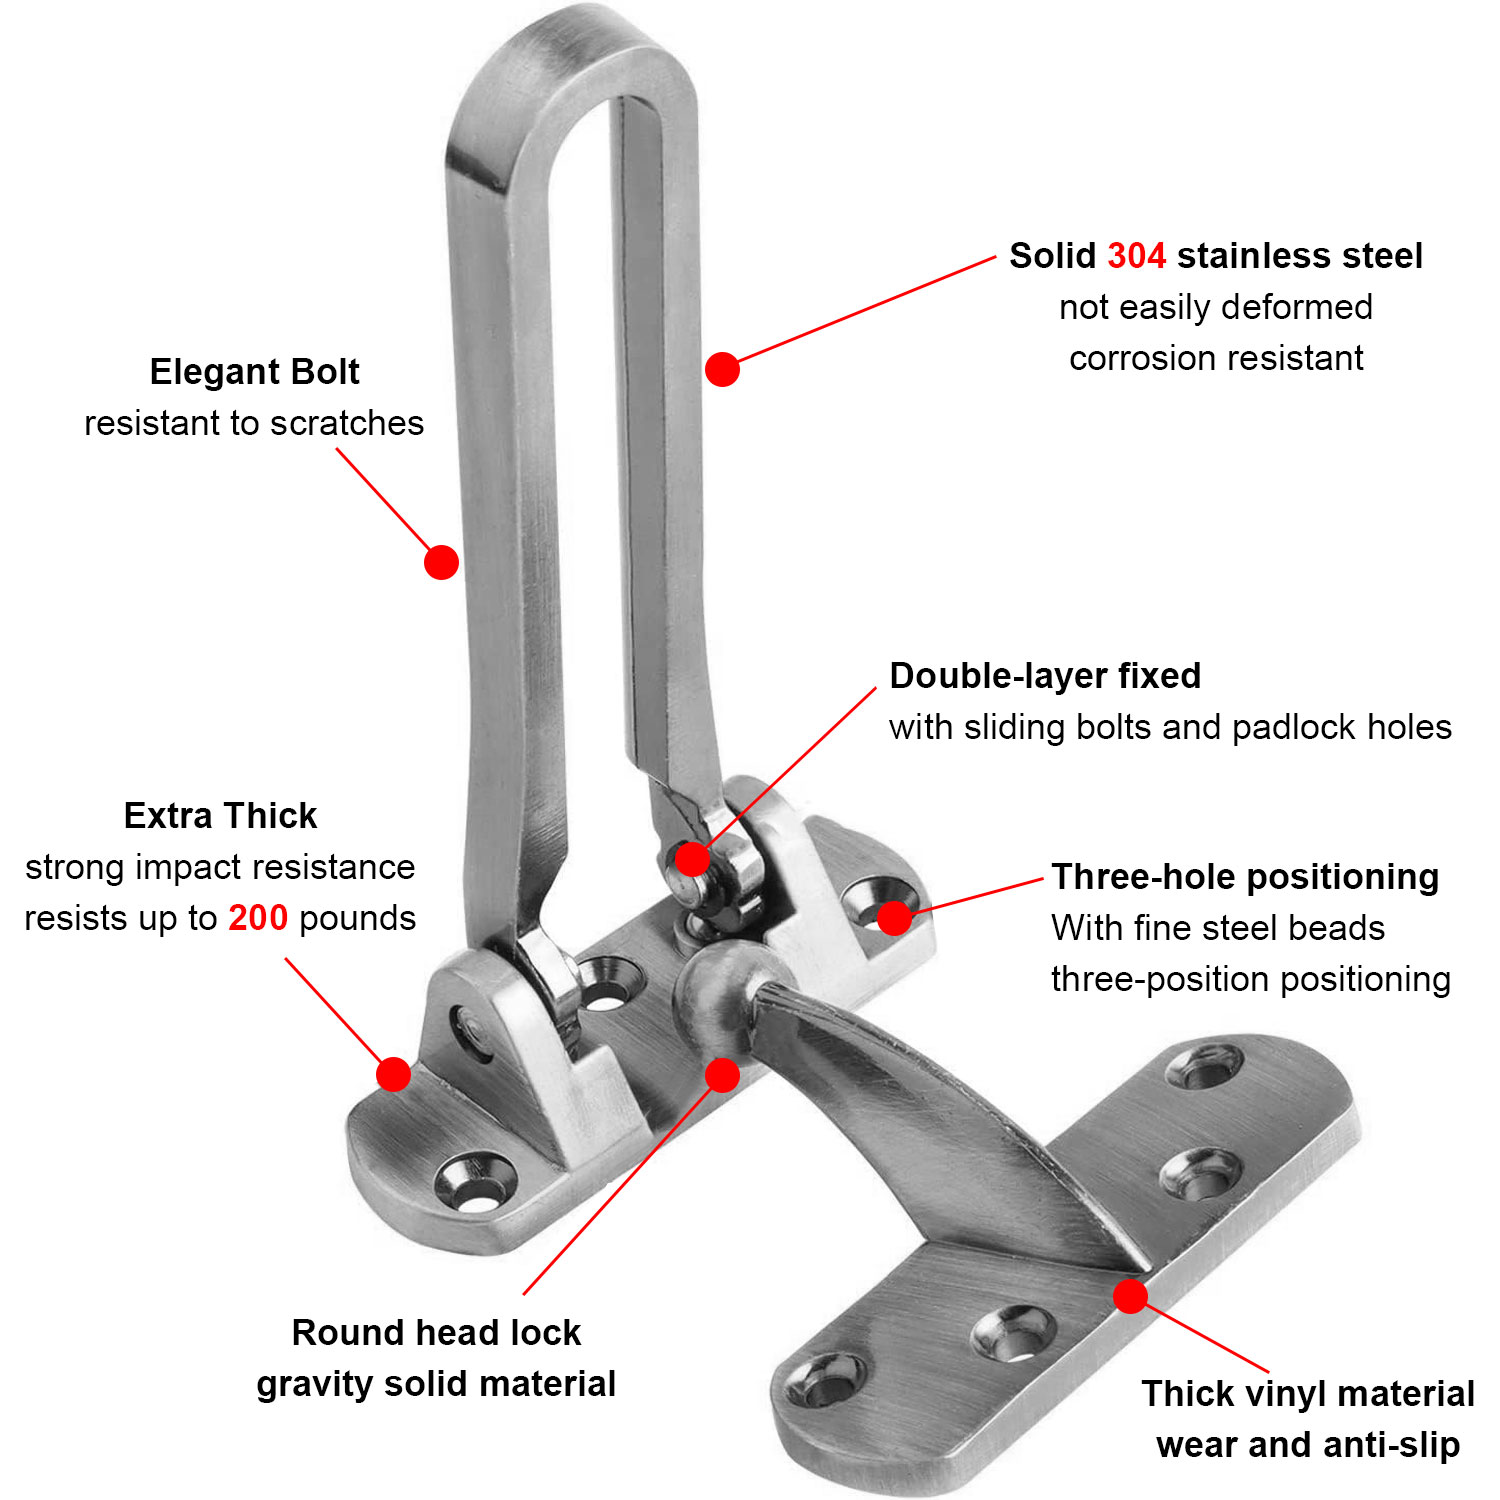 Solid 304 stainless steel
not easily deformed
corrosion resistant
Elegant Bolt
resistant to scratches
Double-layer fixed
with sliding bolts and padlock holes
Extra Thick
strong impact resistance
resists up to 200 pounds
Three-hole positioning
With fine steel beads
three-position positioning
Round head lock
gravity solid material
Thick vinyl material
wear and anti-slip